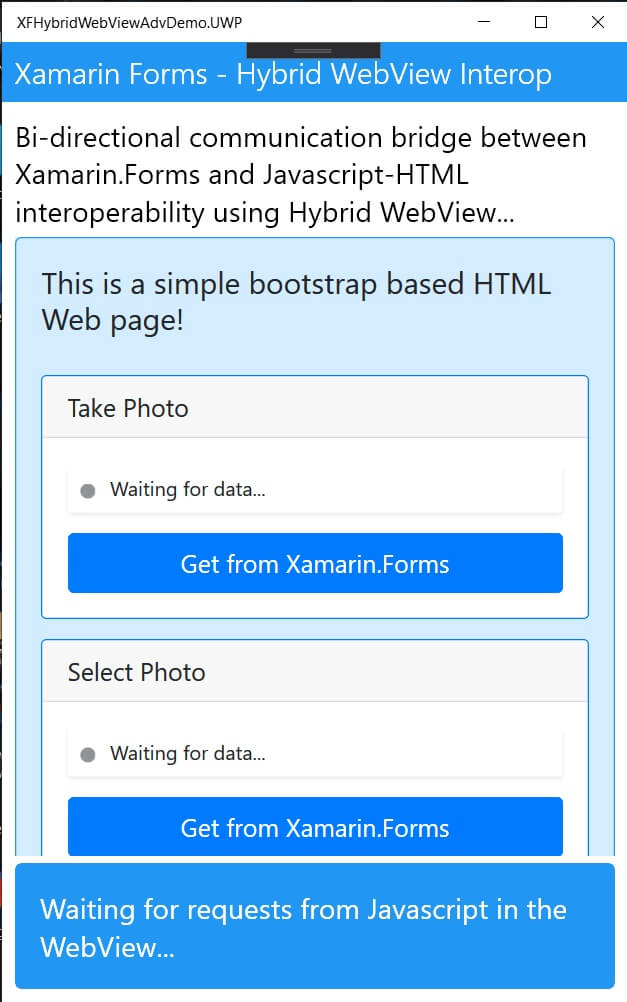 XFHybridWebViewAdvDemo.UWP
Xamarin Forms - Hybrid WebView Interop
Bi-directional communication bridge between
Xamarin.Forms and Javascript-HTML
interoperability using Hybrid WebView...
This is a simple bootstrap based HTML
Web page!
Take Photo
Waiting for data...
Get from Xamarin.Forms
Select Photo
Waiting for data...
Get from Xamarin.Forms
Waiting for requests from Javascript in the
WebView...